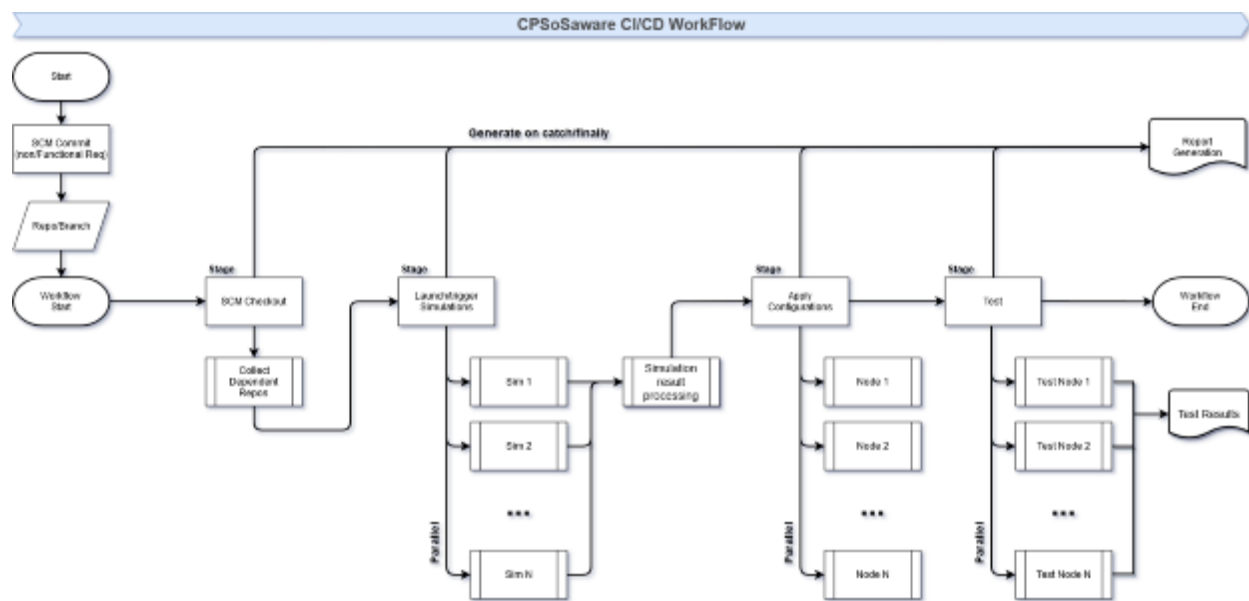 CPSoSaware CI/CD WorkFlow
Start
SCM Commit
(non/Functional Req)
Repo/Branch
Workflow
Start
Generate on catch/finally
Report
Generation
Stage
SCM Checkout
Collect
Dependent
Repos
Stage
Launch/trigger
Simulations
Parallel
Sim 1
Sim 2
...
Sim N
Simulation
result
processing
Stage
Apply
Configurations
Parallel
Node 1
Node 2
...
Node N
Stage
Test
Parallel
Test Node 1
Test Node 2
...
Test Node N
Workflow
End
Test Results